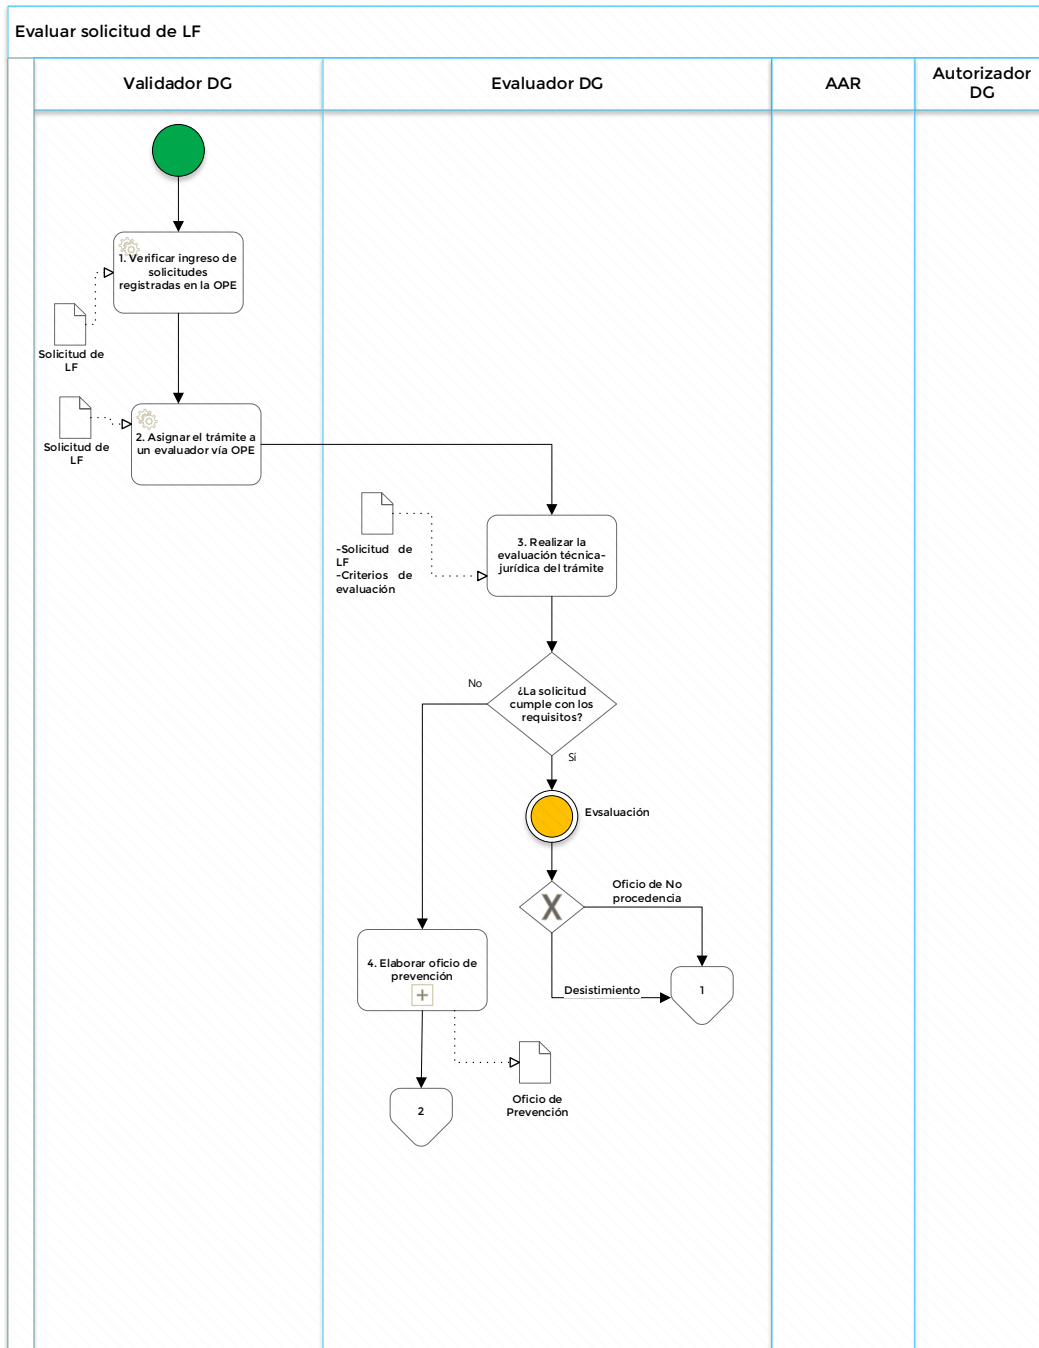 Evaluar solicitud de LF
Validador DG
Evaluador DG
AAR
Autorizador
DG
1. Verificar ingreso de
solicitudes
registradas en la OPE
Solicitud de
LF
2. Asignar el trámite a
un evaluador vía OPE
Solicitud de
LF
3. Realizar la
evaluación técnica-
jurídica del trámite
-Solicitud de
LF
-Criterios de
evaluación
¿La solicitud
cumple con los
requisitos?
No
Sí
Evsaluación
X
Oficio de No
procedencia
Desistimiento
1
4. Elaborar oficio de
prevención
+
Oficio de
Prevención
2